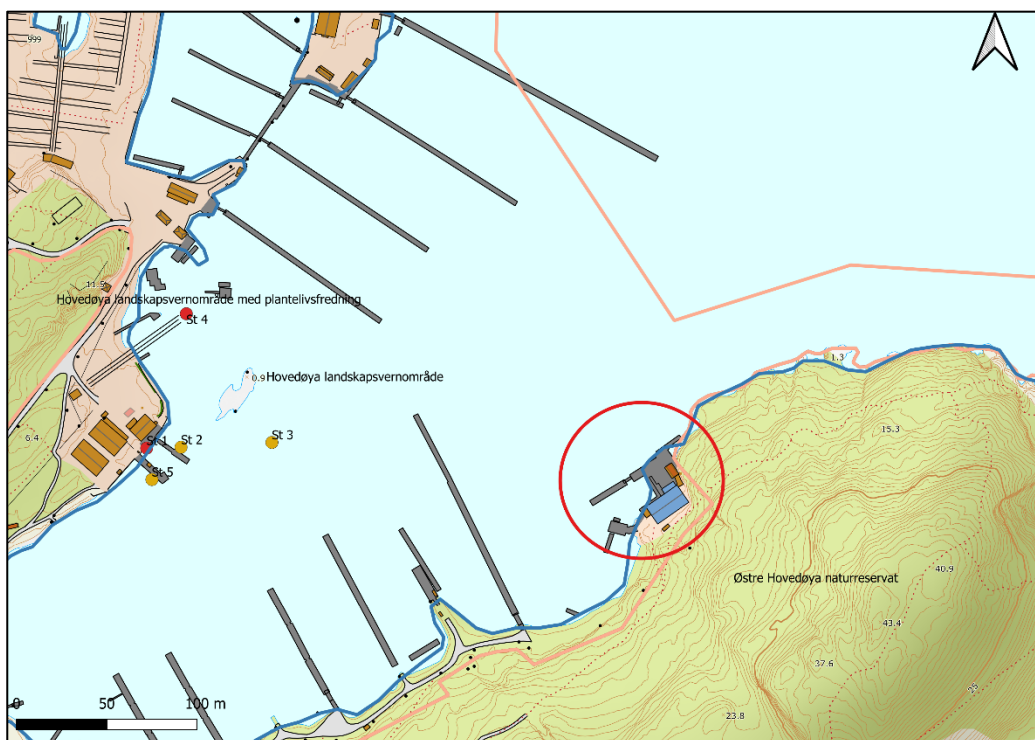 999
11.5
Hovedøya landskapsvernområde med plantelivsfredning
St 4
0.9
Hovedøya landskapsvernområde
1.3
15.3
6.4
St 1
St 2
St 3
St 5
Østre Hovedøya naturreservat
40.9
43.4
37.6
25
23.8
0 50 100 m